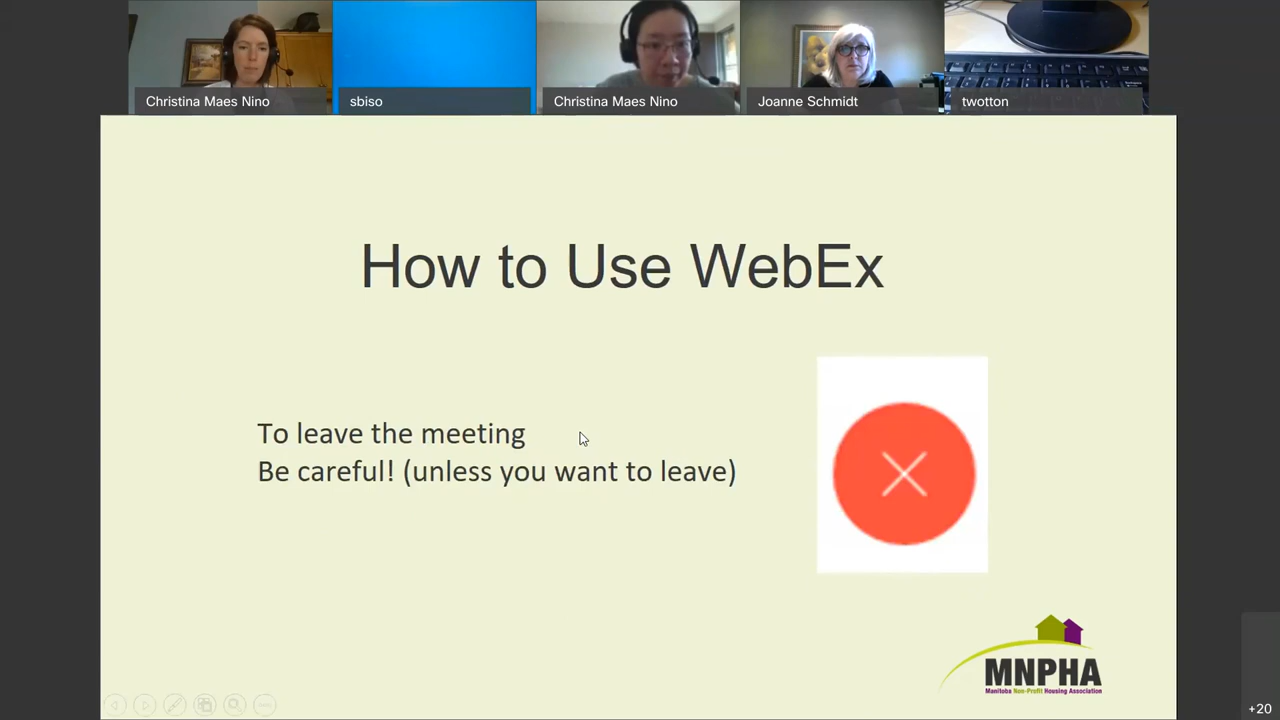 Christina Maes Nino
sbiso
Christina Maes Nino
Joanne Schmidt
twotton
How to Use WebEx
To leave the meeting
Be careful! (unless you want to leave)
MNPHA
Manitoba Non-Profit Housing Association
+20